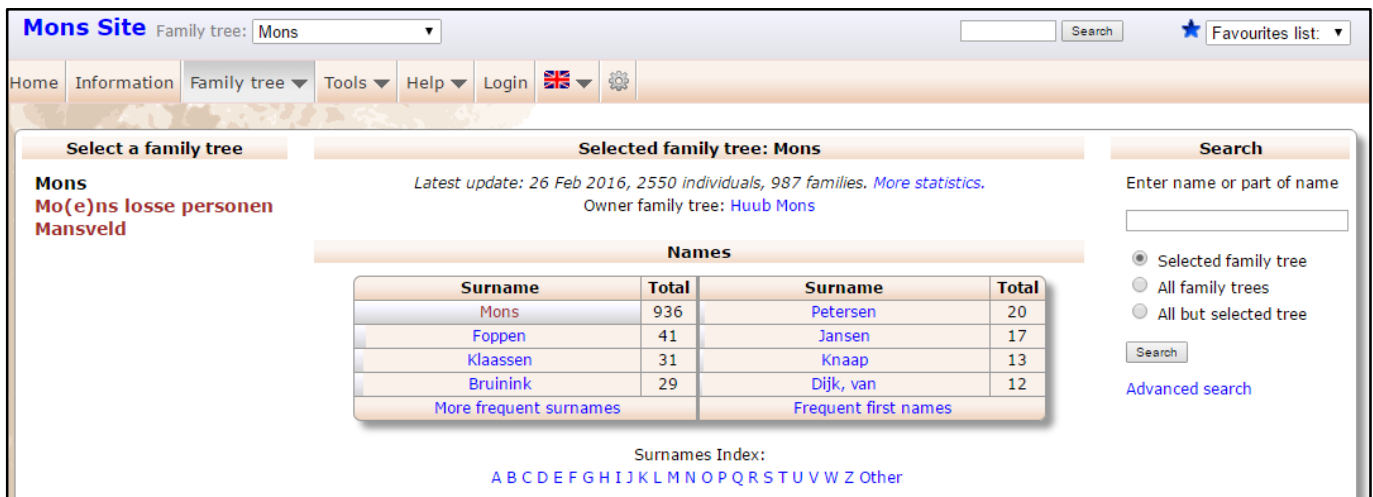 Mons Site Family tree: Mons Search Favourites list:
Home Information Family tree Tools Help Login
Select a family tree
Mons
Mo(e)ns losse personen
Mansveld
Selected family tree: Mons
Latest update: 26 Feb 2016, 2550 individuals, 987 families. More statistics.
Owner family tree: Huub Mons
Names
Surname Total Surname Total
Mons 936 Petersen 20
Foppen 41 Jansen 17
Klaassen 31 Knaap 13
Bruinink 29 Dijk, van 12
More frequent surnames Frequent first names
Surnames Index:
A B C D E F G H I J K L M N O P Q R S T U V W Z Other
Search
Enter name or part of name
Selected family tree
All family trees
All but selected tree
Search
Advanced search